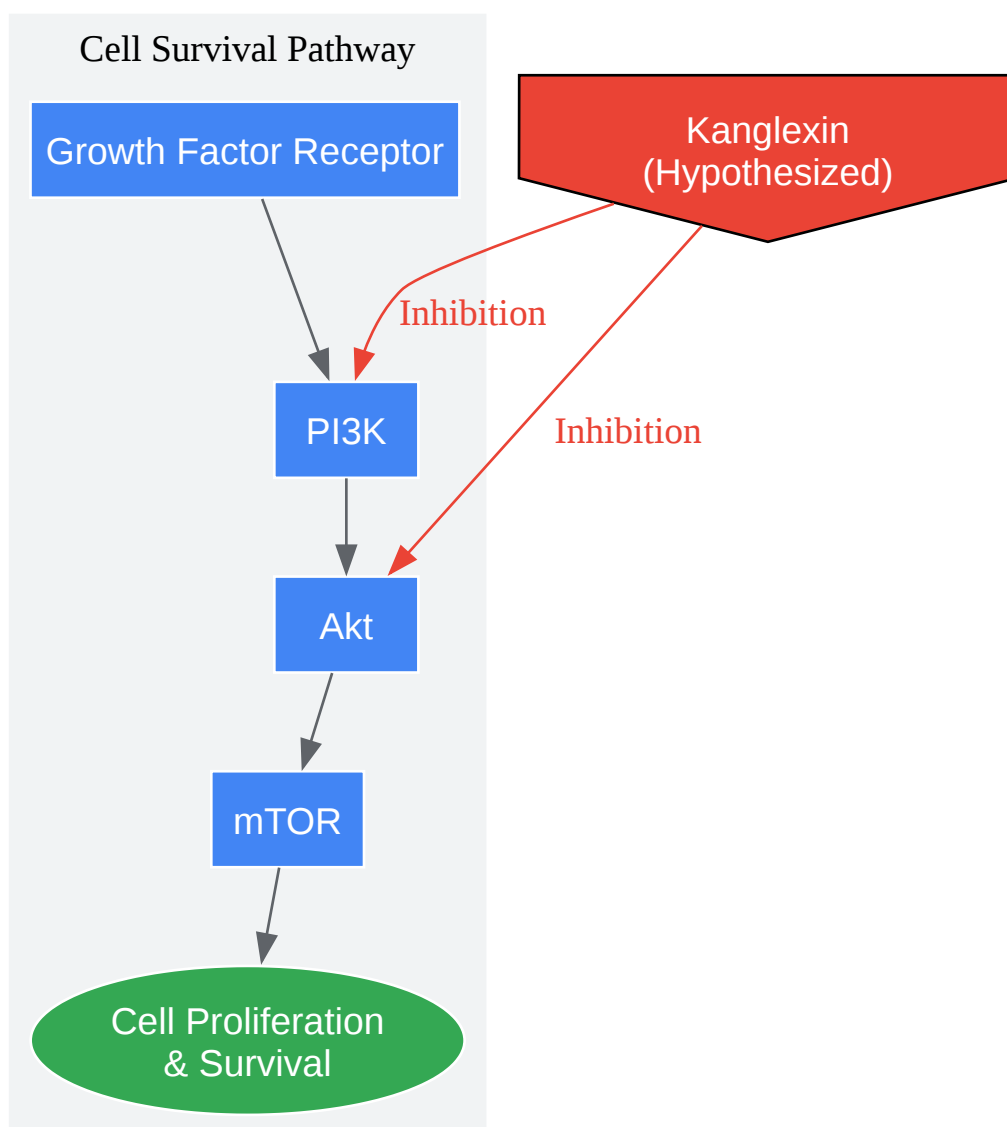 Cell Survival Pathway
Growth Factor Receptor
Kanglexin
(Hypothesized)
Inhibition
PI3K
Inhibition
Akt
mTOR
Cell Proliferation
& Survival